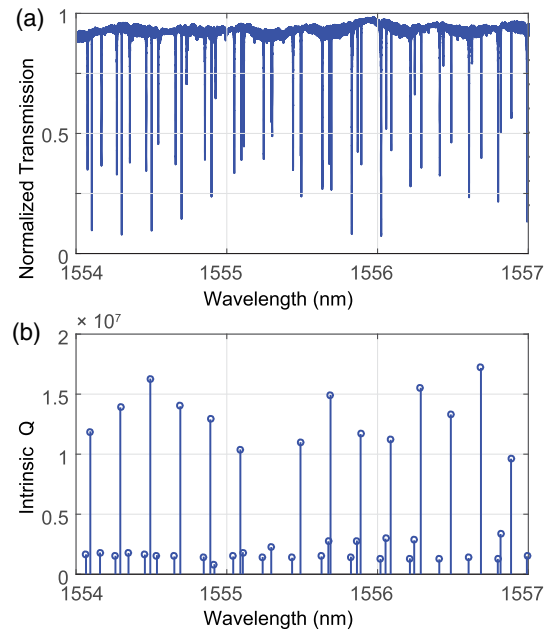 (a)
1
0.5
0
Normalized Transmission
1554 1555 1556 1557
Wavelength (nm)
(b)
× 10⁷
2
1.5
1
0.5
0
Intrinsic Q
1554 1555 1556 1557
Wavelength (nm)